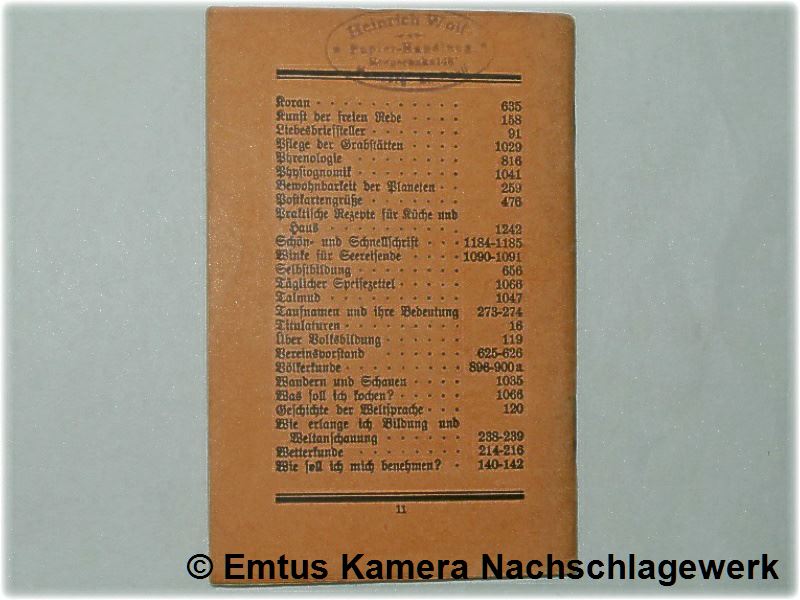 Heinrich Wolf
Papier-Handlung
Koran 635
Kunst der freien Rede 158
Liebesbriefsteller 91
Pflege der Grabstätten 1029
Phrenologie 816
Physiognomik 1041
Bewohnbarkeit der Planeten 259
Postkartengrüße 476
Praktische Rezepte für Küche und
Haus 1242
Schön- und Schnellschrift 1184-1185
Winke für Seereisende 1090-1091
Selbstbildung 656
Täglicher Speisezettel 1066
Talmud 1047
Taufnamen und ihre Bedeutung 273-274
Titulaturen 16
Über Volksbildung 119
Vereinsvorstand 625-626
Völkerkunde 896-900a
Wandern und Schauen 1035
Was soll ich kochen? 1066
Geschichte der Weltsprache 120
Wie erlange ich Bildung und
Weltanschauung 238-239
Wetterkunde 214-216
Wie soll ich mich benehmen? 140-142
11
© Emtus Kamera Nachschlagewerk